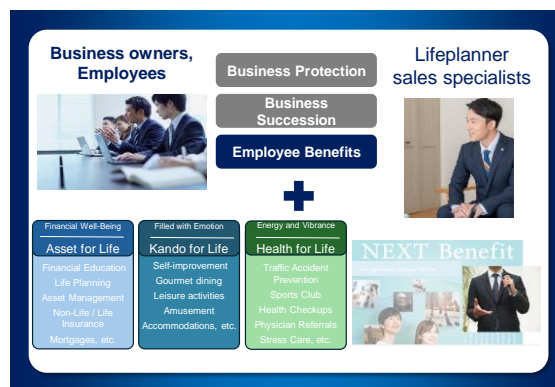 Business owners,
Employees
Business Protection
Business
Succession
Employee Benefits
Lifeplanner
sales specialists
Financial Well-Being
Asset for Life
Financial Education
Life Planning
Asset Management
Non-Life / Life
Insurance
Mortgages, etc.
Filled with Emotion
Kando for Life
Self-improvement
Gourmet dining
Leisure activities
Amusement
Accommodations, etc.
Energy and Vibrance
Health for Life
Traffic Accident
Prevention
Sports Club
Health Checkups
Physician Referrals
Stress Care, etc.
NEXT Benefit